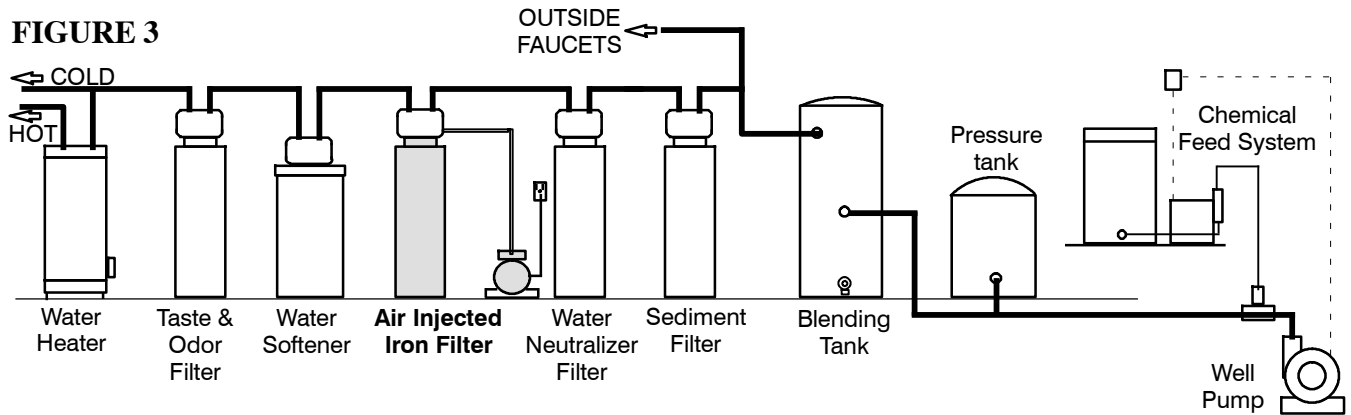 FIGURE 3
OUTSIDE
FAUCETS
COLD
HOT
Chemical
Feed System
Pressure
tank
Water
Heater
Taste &
Odor
Filter
Water
Softener
Air Injected
Iron Filter
Water
Neutralizer
Filter
Sediment
Filter
Blending
Tank
Well
Pump